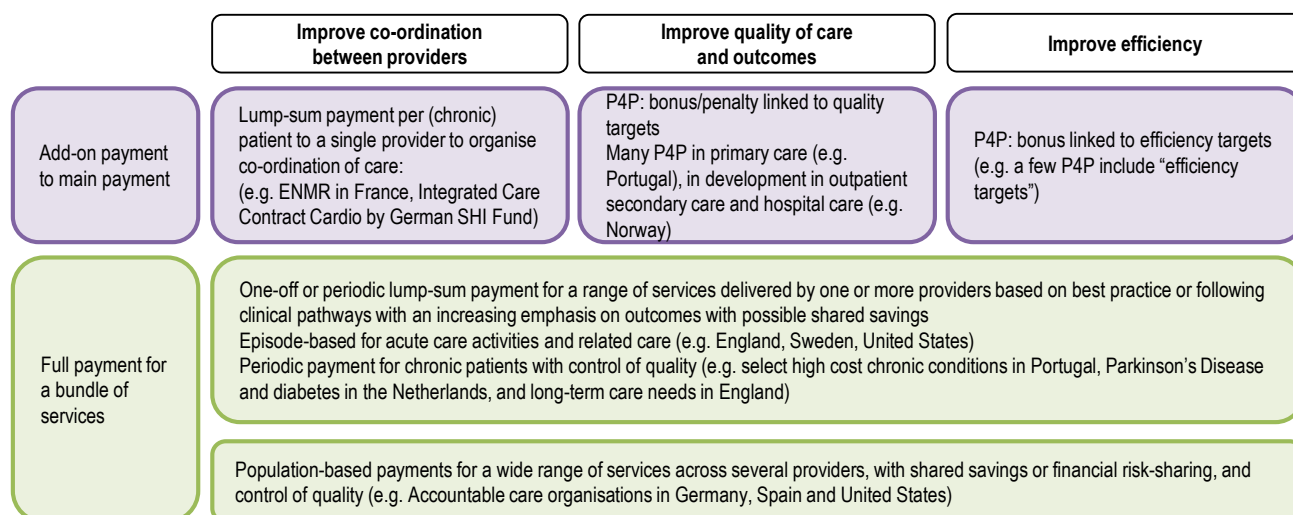 Improve co-ordination
between providers
Improve quality of care
and outcomes
Improve efficiency
Add-on payment
to main payment
Lump-sum payment per (chronic)
patient to a single provider to organise
co-ordination of care:
(e.g. ENMR in France, Integrated Care
Contract Cardio by German SHI Fund)
P4P: bonus/penalty linked to quality
targets
Many P4P in primary care (e.g.
Portugal), in development in outpatient
secondary care and hospital care (e.g.
Norway)
P4P: bonus linked to efficiency targets
(e.g. a few P4P include “efficiency
targets”)
Full payment for
a bundle of
services
One-off or periodic lump-sum payment for a range of services delivered by one or more providers based on best practice or following
clinical pathways with an increasing emphasis on outcomes with possible shared savings
Episode-based for acute care activities and related care (e.g. England, Sweden, United States)
Periodic payment for chronic patients with control of quality (e.g. select high cost chronic conditions in Portugal, Parkinson’s Disease
and diabetes in the Netherlands, and long-term care needs in England)
Population-based payments for a wide range of services across several providers, with shared savings or financial risk-sharing, and
control of quality (e.g. Accountable care organisations in Germany, Spain and United States)